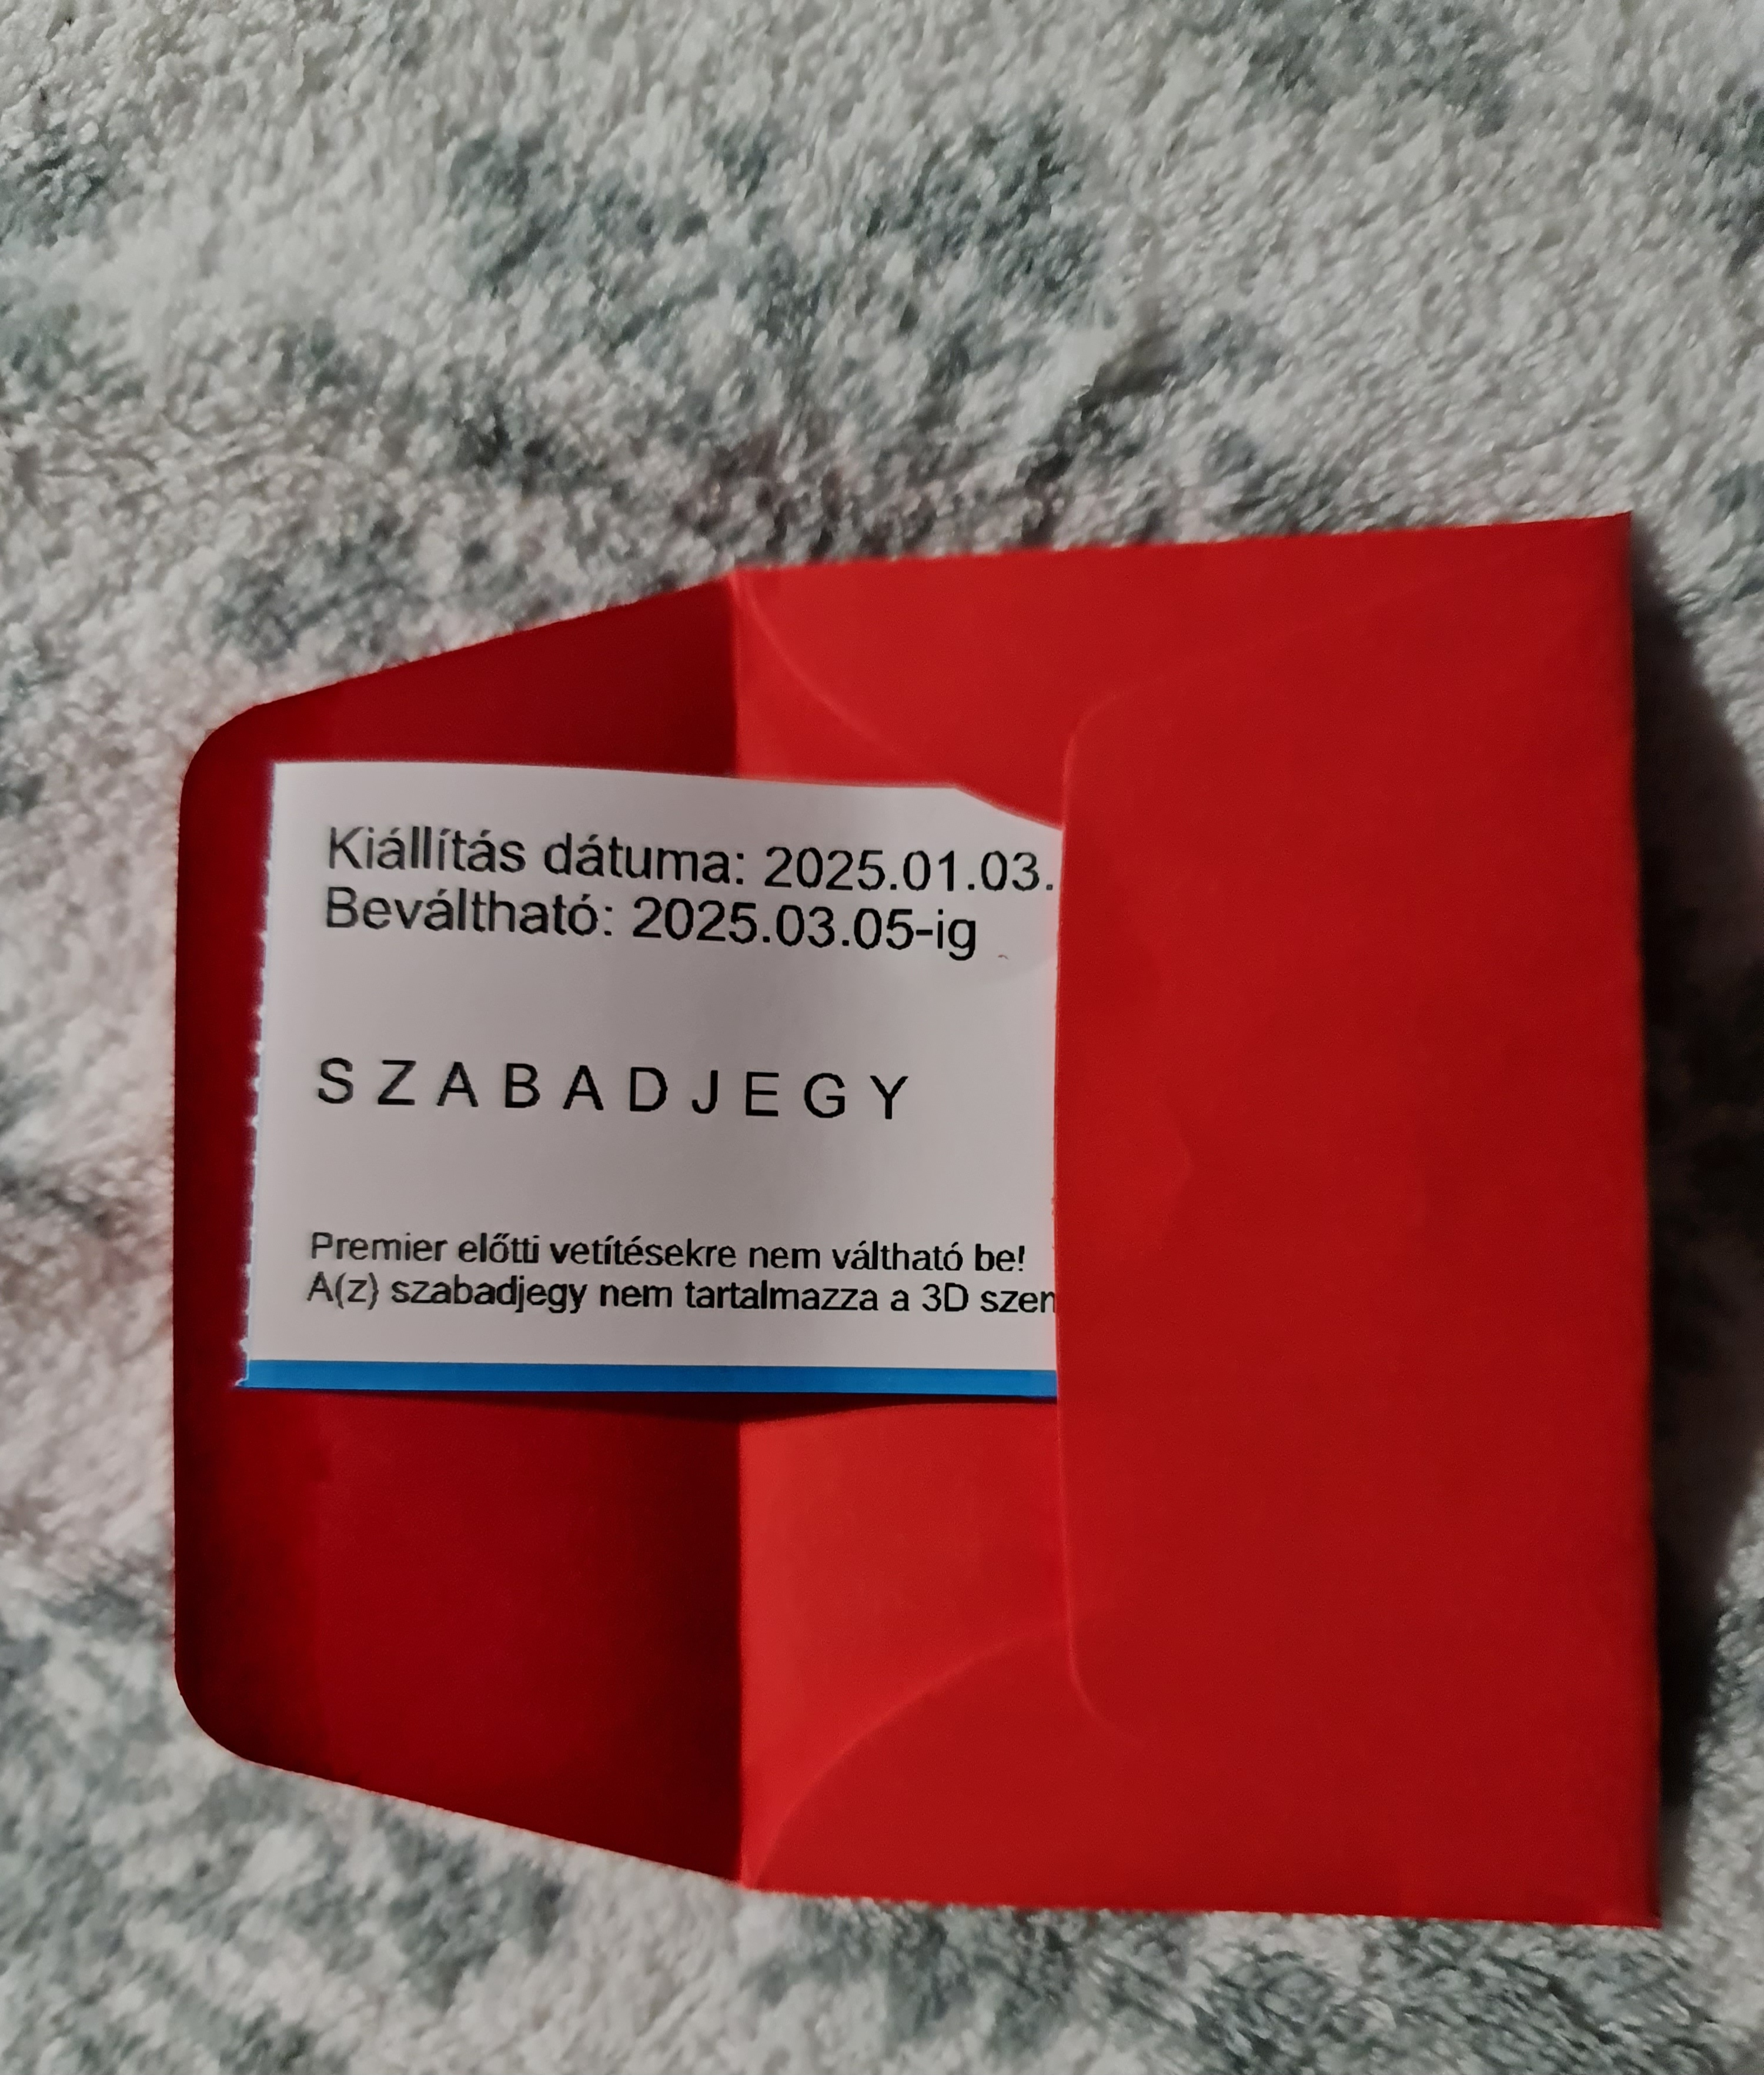 Kiállítás dátuma: 2025.01.03.
Beváltható: 2025.03.05-ig
S Z A B A D J E G Y
Premier előtti vetítésekre nem váltható be!
A(z) szabadjegy nem tartalmazza a 3D